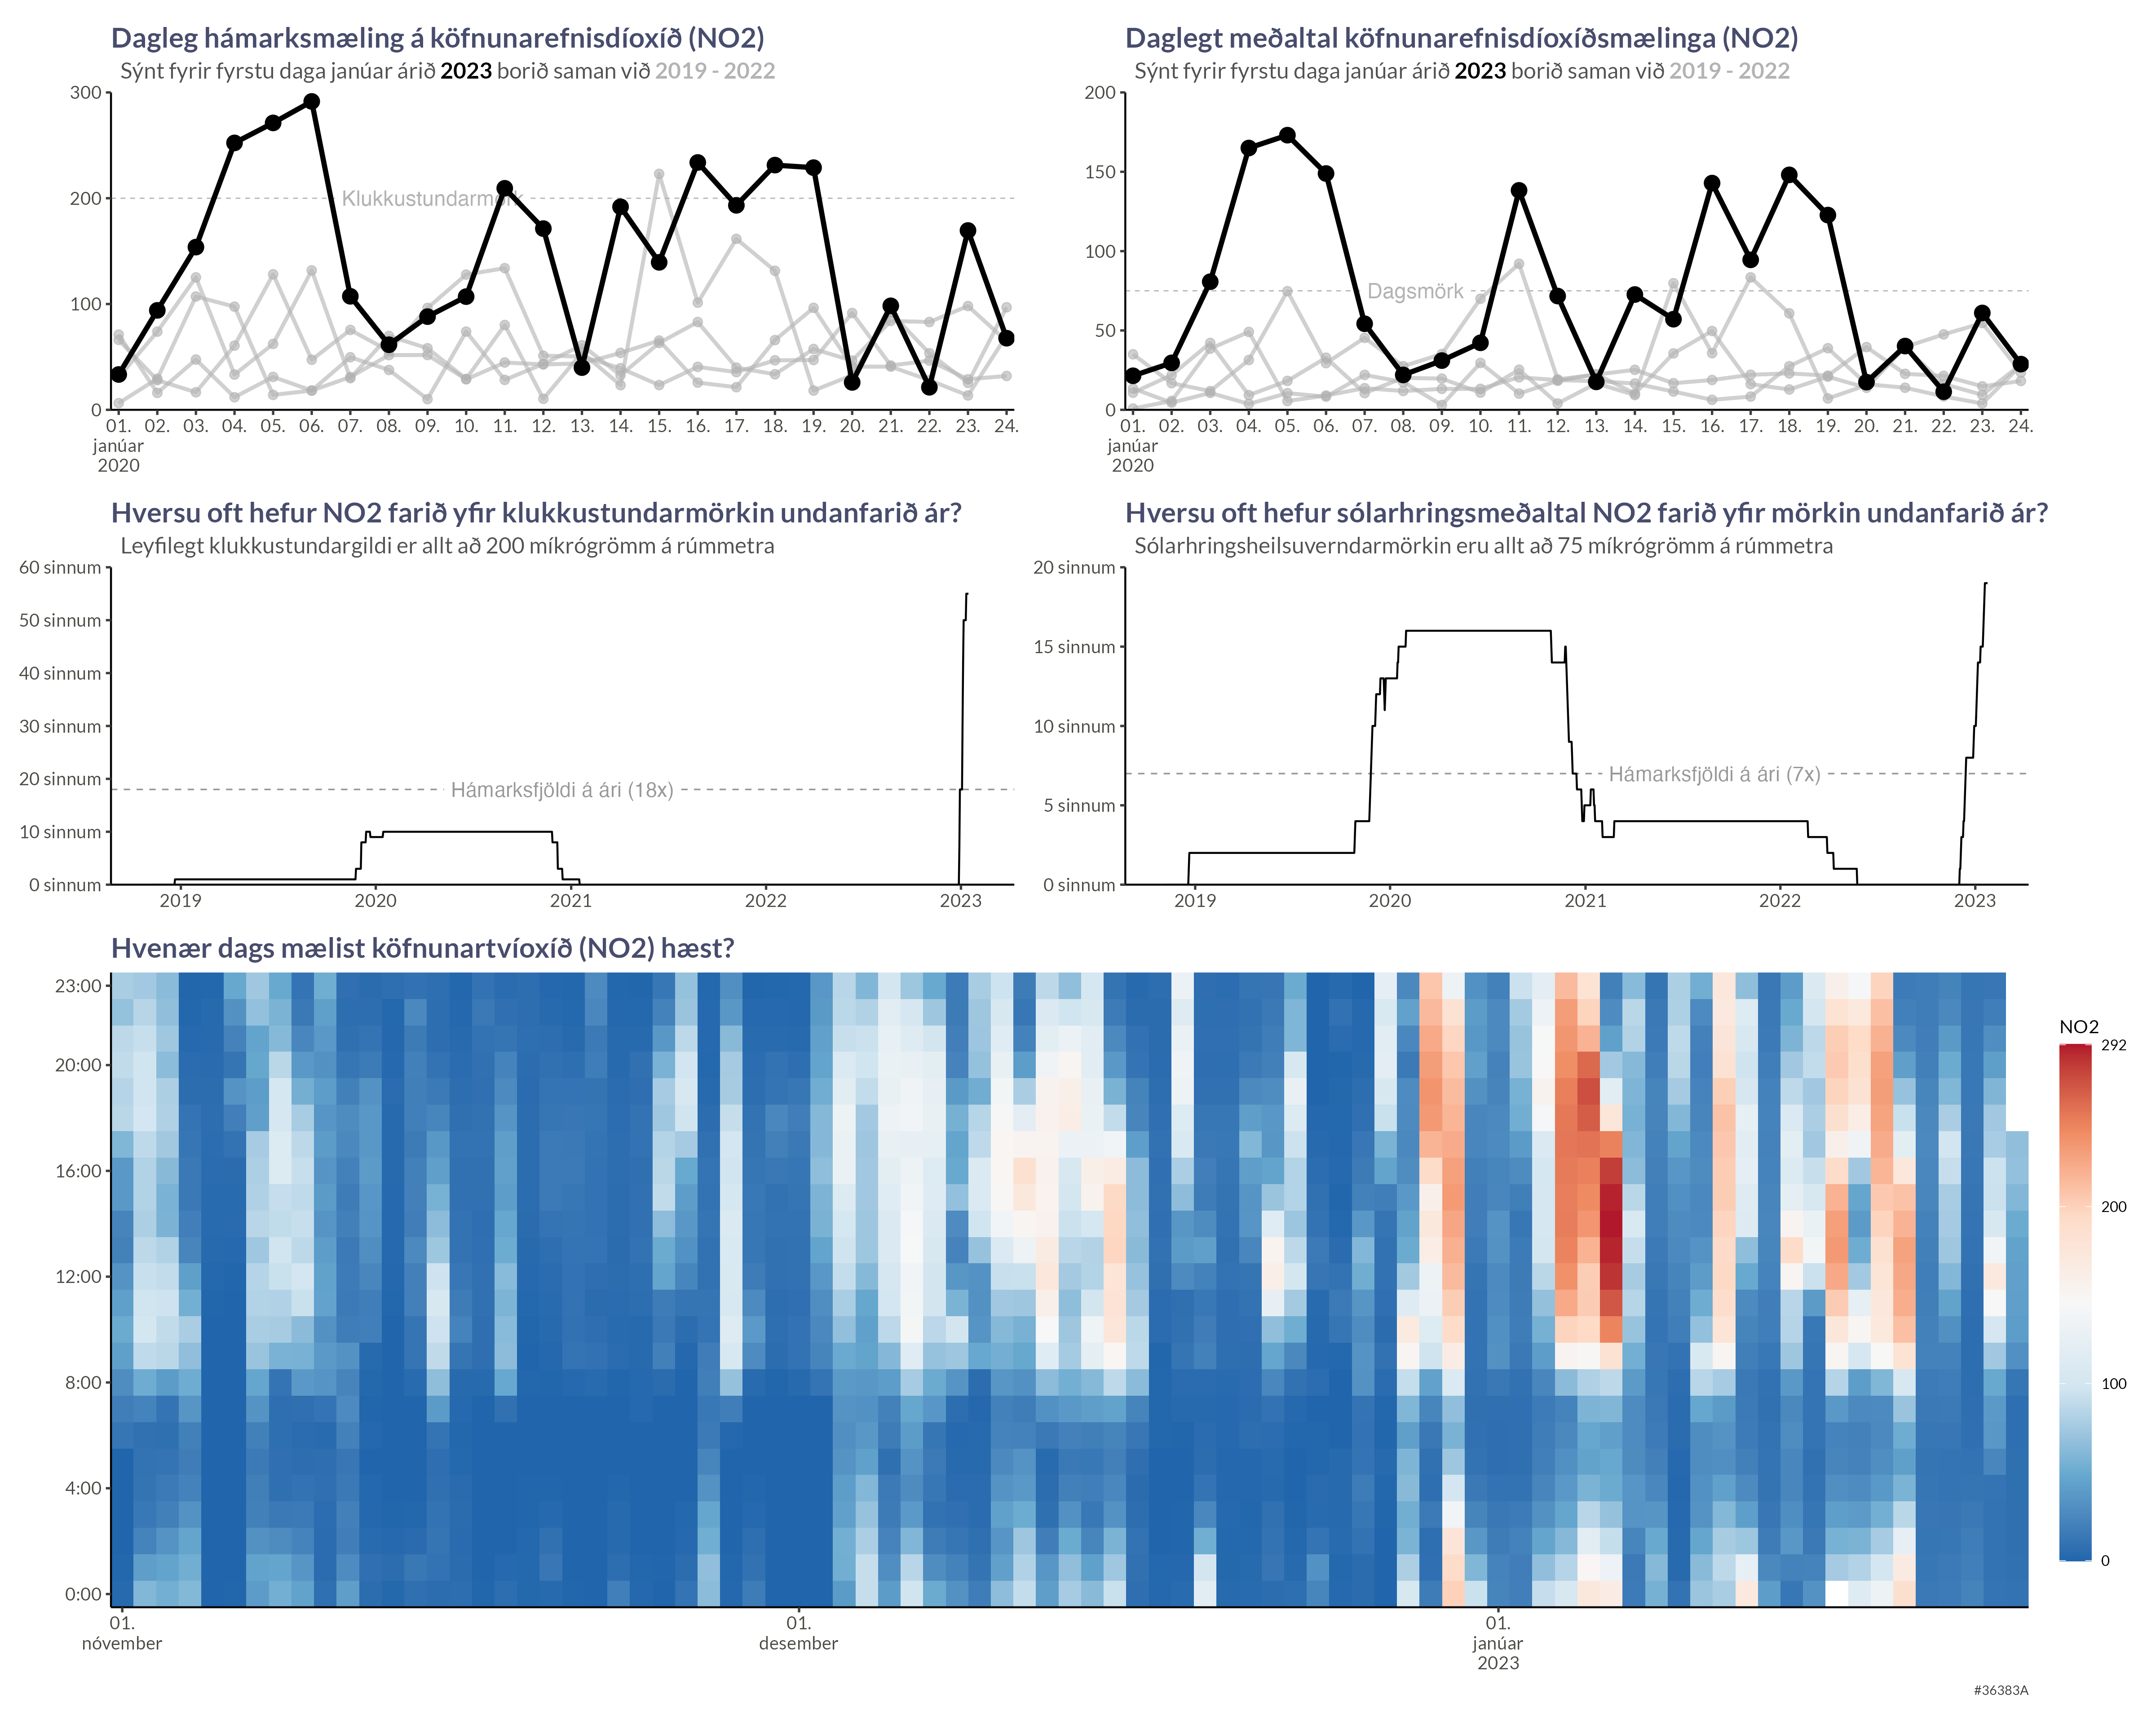 Dagleg hámarksmæling á köfnunarefnisdíoxíð (NO2)
Sýnt fyrir fyrstu daga janúar árið 2023 borið saman við 2019 - 2022
300
200
100
0
Klukkustundarmörk
01. 02. 03. 04. 05. 06. 07. 08. 09. 10. 11. 12. 13. 14. 15. 16. 17. 18. 19. 20. 21. 22. 23. 24.
janúar
2020
Daglegt meðaltal köfnunarefnisdíoxíðsmælinga (NO2)
Sýnt fyrir fyrstu daga janúar árið 2023 borið saman við 2019 - 2022
200
150
100
50
0
Dagsmörk
01. 02. 03. 04. 05. 06. 07. 08. 09. 10. 11. 12. 13. 14. 15. 16. 17. 18. 19. 20. 21. 22. 23. 24.
janúar
2020
Hversu oft hefur NO2 farið yfir klukkustundarmörkin undanfarið ár?
Leyfilegt klukkustundargildi er allt að 200 míkrógrömm á rúmmetra
60 sinnum
50 sinnum
40 sinnum
30 sinnum
20 sinnum
10 sinnum
0 sinnum
Hámarksfjöldi á ári (18x)
2019 2020 2021 2022 2023
Hversu oft hefur sólarhringsmeðaltal NO2 farið yfir mörkin undanfarið ár?
Sólarhringsheilsuverndarmörkin eru allt að 75 míkrógrömm á rúmmetra
20 sinnum
15 sinnum
10 sinnum
5 sinnum
0 sinnum
Hámarksfjöldi á ári (7x)
2019 2020 2021 2022 2023
Hvenær dags mælist köfnunartvíoxíð (NO2) hæst?
23:00
20:00
16:00
12:00
8:00
4:00
0:00
01.
nóvember
01.
desember
01.
janúar
2023
NO2
292
200
100
0
#36383A